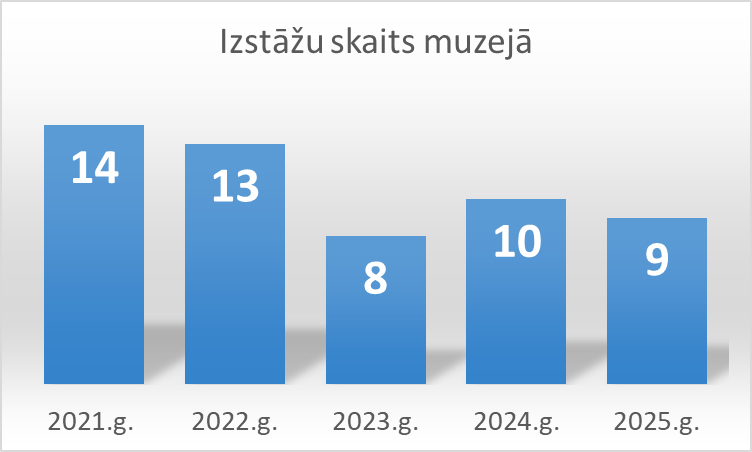 Izstāžu skaits muzejā
14
13
8
10
9
2021.g.
2022.g.
2023.g.
2024.g.
2025.g.